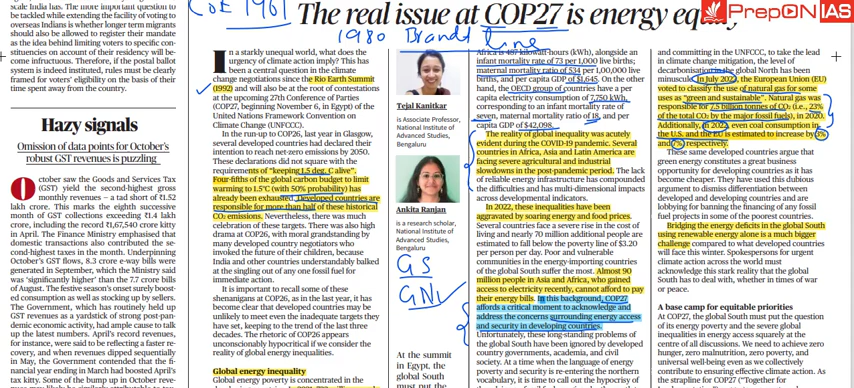 scale India has. The more important question to
be tackled while extending the facility of voting to
overseas Indians is whether longer term migrants
should also be allowed to register their mandate
as the idea behind limiting voters to specific con-
stituencies on account of their residency will be-
come infructuous. Therefore, if the postal ballot
system is indeed instituted, rules must be clearly
framed for voters' eligibility on the basis of their
time spent away from the country.
Hazy signals
Omission of data points for October's
robust GST revenues is puzzling
October saw the Goods and Services Tax
(GST) yield the second-highest gross
monthly revenues — a tad short of ₹1.52
lakh crore. This marks the eighth successive
month of GST collections exceeding ₹1.4 lakh
crore, including the record ₹1,67,540 crore kitty
in April. The Finance Ministry emphasised that
domestic transactions also contributed the sec-
ond-highest taxes in the month. Underpinning
October's GST flows, 8.3 crore e-way bills were
generated in September, which the Ministry said
was 'significantly higher' than the 7.7 crore bills of
August. The festive season's onset surely boost-
ed consumption as well as stocking up by sellers.
The Government, which has routinely held up
GST revenues as a yardstick of strong post-pan-
demic economic activity, had ample cause to talk
up the latest numbers. April's record revenues,
for instance, were said to be reflecting a faster re-
covery, and when revenues dipped sequentially
in May, the Government contended that the fi-
nancial year ending in March had boosted April's
tax kitty. Some of the bump up in October reve-
CoE 1961
The real issue at COP27 is energy equ
PrepON IAS
1980 Brandt line
In a starkly unequal world, what does the
urgency of climate action imply? This has
been a central question in the climate
change negotiations since the Rio Earth Summit
(1992) and will also be at the root of contestations
at the upcoming 27th Conference of Parties
(COP27, beginning November 6, in Egypt) of the
United Nations Framework Convention on
Climate Change (UNFCCC).
In the run-up to COP26, last year in Glasgow,
several developed countries had declared their
intention to reach net-zero emissions by 2050.
These declarations did not square with the
requirements of "keeping 1.5 deg. C alive".
Four-fifths of the global carbon budget to limit
warming to 1.5°C (with 50% probability) has
already been exhausted. Developed countries are
responsible for more than half of these historical
CO₂ emissions. Nevertheless, there was much
celebration of these targets. There was also high
drama at COP26, with moral grandstanding by
many developed country negotiators who
invoked the future of their children, because
India and other countries understandably balked
at the singling out of any one fossil fuel for
immediate action.
It is important to recall some of these
shenanigans at COP26, as in the last year, it has
become clear that developed countries may be
unlikely to meet even the inadequate targets they
have set, keeping to the trend of the last three
decades. The rhetoric of COP26 appears
unconscionably hypocritical if we consider the
reality of global energy inequalities.
Global energy inequality
Global energy poverty is concentrated in the
Tejal Kanitkar
is Associate Professor,
National Institute of
Advanced Studies,
Bengaluru
Ankita Ranjan
is a research scholar,
National Institute of
Advanced Studies,
Bengaluru
GS
GN
At the summit
in Egypt, the
global South
must put the
Africa is 487 kilowatt-hours (kWh), alongside an
infant mortality rate of 73 per 1,000 live births;
maternal mortality ratio of 534 per 1,00,000 live
births, and per capita GDP of $1,645. On the other
hand, the OECD group of countries have a per
capita electricity consumption of 7,750 kWh,
corresponding to an infant mortality rate of
seven, maternal mortality ratio of 18, and per
capita GDP of $42,098.
The reality of global inequality was acutely
evident during the COVID-19 pandemic. Several
countries in Africa, Asia and Latin America are
facing severe agricultural and industrial
slowdowns in the post-pandemic period. The lack
of reliable energy infrastructure has compounded
the difficulties and has multi-dimensional impacts
across developmental indicators.
In 2022, these inequalities have been
aggravated by soaring energy and food prices.
Several countries face a severe rise in the cost of
living and nearly 70 million additional people are
estimated to fall below the poverty line of $3.20
per person per day. Poor and vulnerable
communities in the energy-importing countries
of the global South suffer the most. Almost 90
million people in Asia and Africa, who gained
access to electricity recently, cannot afford to pay
their energy bills. In this background, COP27
affords a critical moment to acknowledge and
address the concerns surrounding energy access
and security in developing countries.
Unfortunately, these long-standing problems of
the global South have been ignored by developed
country governments, academia, and civil
society. At a time when the language of energy
poverty and security is re-entering the northern
vocabulary, it is time to call out the hypocrisy of
and committing in the UNFCCC, to take the lead
in climate change mitigation, the level of
decarbonisation in the global North has been
minuscule. In July 2022, the European Union (EU)
voted to classify the use of natural gas for some
uses as "green and sustainable". Natural gas was
responsible for 7.5 billion tonnes of CO₂ (i.e., 23%
of the total CO₂ by the major fossil fuels), in 2020.
Additionally, in 2022, even coal consumption in
the U.S. and the EU is estimated to increase by 3%
and 7%, respectively.
These same developed countries argue that
green energy constitutes a great business
opportunity for developing countries as it has
become cheaper. They have used this dubious
argument to dismiss differentiation between
developed and developing countries and are
lobbying for banning the financing of any fossil
fuel projects in some of the poorest countries.
Bridging the energy deficits in the global South
using renewable energy alone is a much bigger
challenge compared to what developed countries
will face this winter. Spokespersons for urgent
climate action across the world must
acknowledge this stark reality that the global
South has to deal with, whether in times of war
or peace.
A base camp for equitable priorities
At COP27, the global South must put the question
of its energy poverty and the severe global
inequalities in energy access squarely at the
centre of all discussions. We need to achieve zero
hunger, zero malnutrition, zero poverty, and
universal well-being even as we collectively
contribute to ensuring effective climate action. As
the strapline for COP27 ("Together for